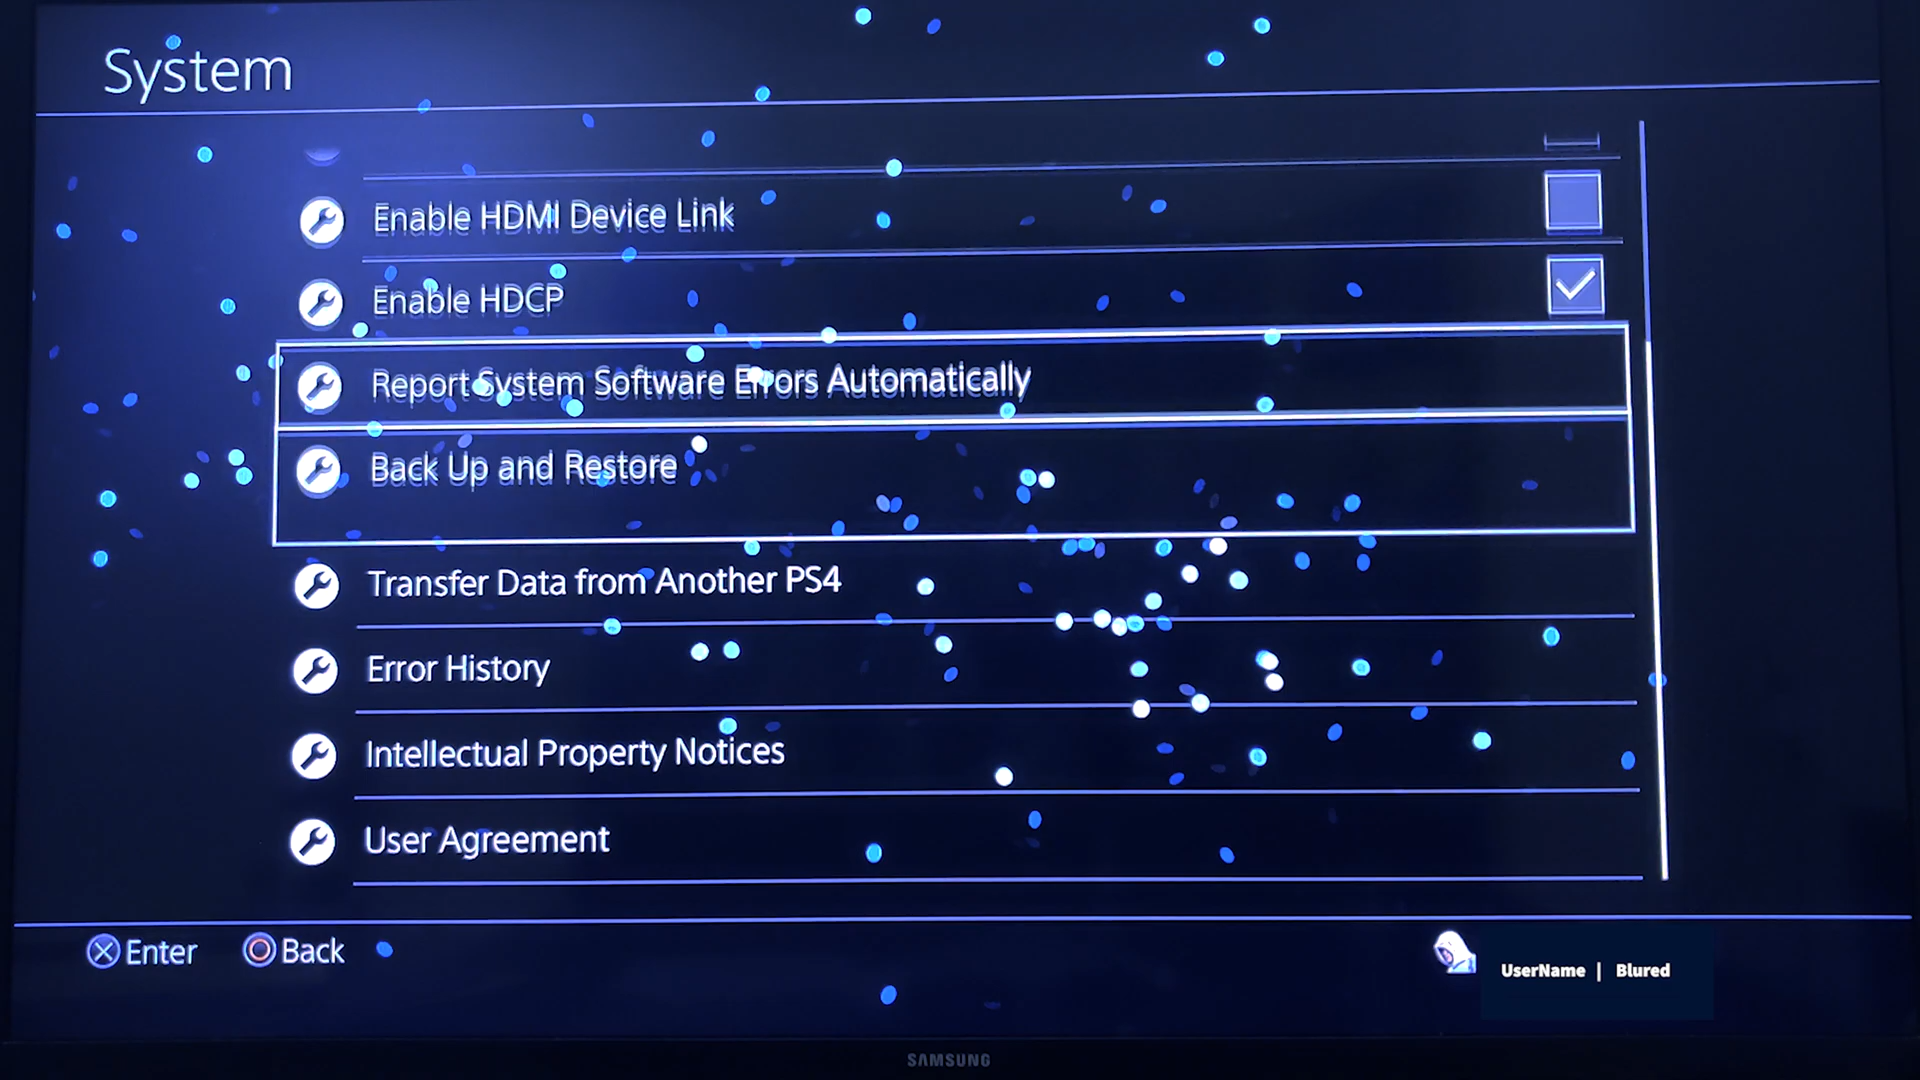 System
Enable HDMI Device Link
Enable HDCP
Report System Software Errors Automatically
Back Up and Restore
Transfer Data from Another PS4
Error History
Intellectual Property Notices
User Agreement
Enter Back
UserName | Blured
SAMSUNG